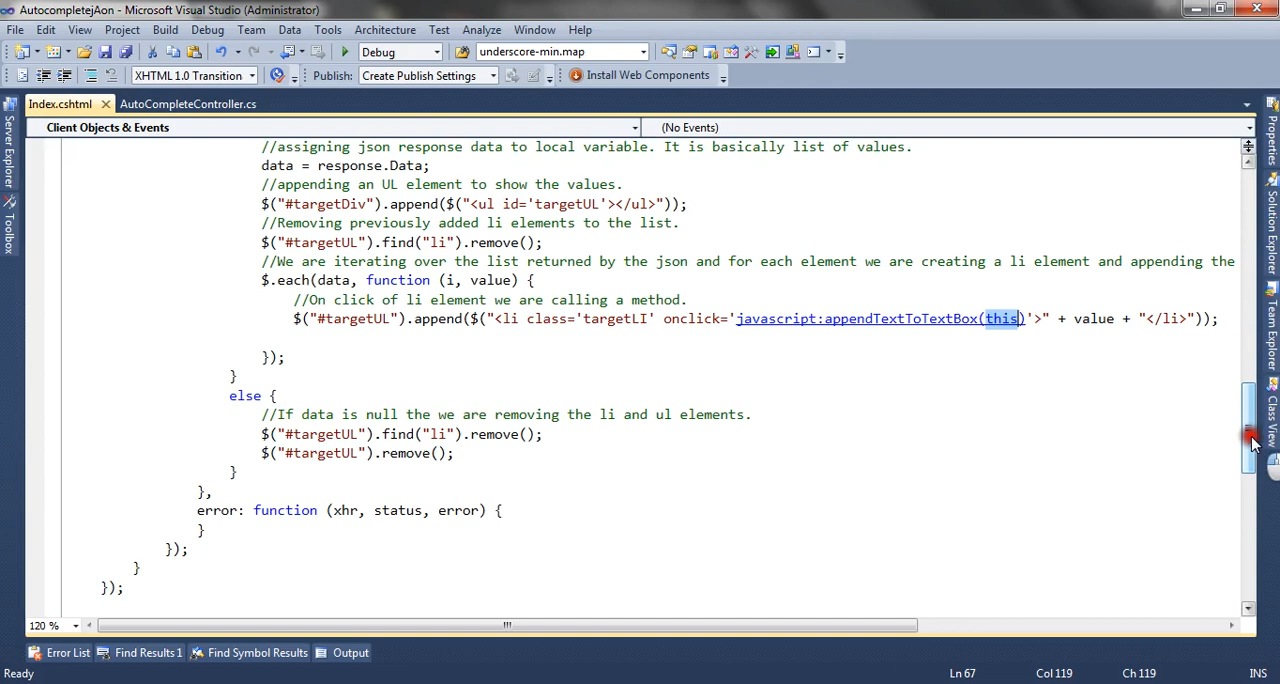 AutocompletejAon - Microsoft Visual Studio (Administrator)
File Edit View Project Build Debug Team Data Tools Architecture Test Analyze Window Help
Debug underscore-min.map
XHTML 1.0 Transition Publish: Create Publish Settings Install Web Components
Index.cshtml AutoCompleteController.cs
Client Objects & Events (No Events)
//assigning json response data to local variable. It is basically list of values.
data = response.Data;
//appending an UL element to show the values.
$("#targetDiv").append($("<ul id='targetUL'></ul>"));
//Removing previously added li elements to the list.
$("#targetUL").find("li").remove();
//We are iterating over the list returned by the json and for each element we are creating a li element and appending the
$.each(data, function (i, value) {
//On click of li element we are calling a method.
$("#targetUL").append($("<li class='targetLI' onclick='javascript:appendTextToTextBox(this)'>" + value + "</li>"));
});
}
else {
//If data is null the we are removing the li and ul elements.
$("#targetUL").find("li").remove();
$("#targetUL").remove();
}
},
error: function (xhr, status, error) {
}
});
}
});
120 %
Error List Find Results 1 Find Symbol Results Output
Ready Ln 67 Col 119 Ch 119 INS
Server Explorer
Toolbox
Properties
Solution Explorer
Team Explorer
Class View